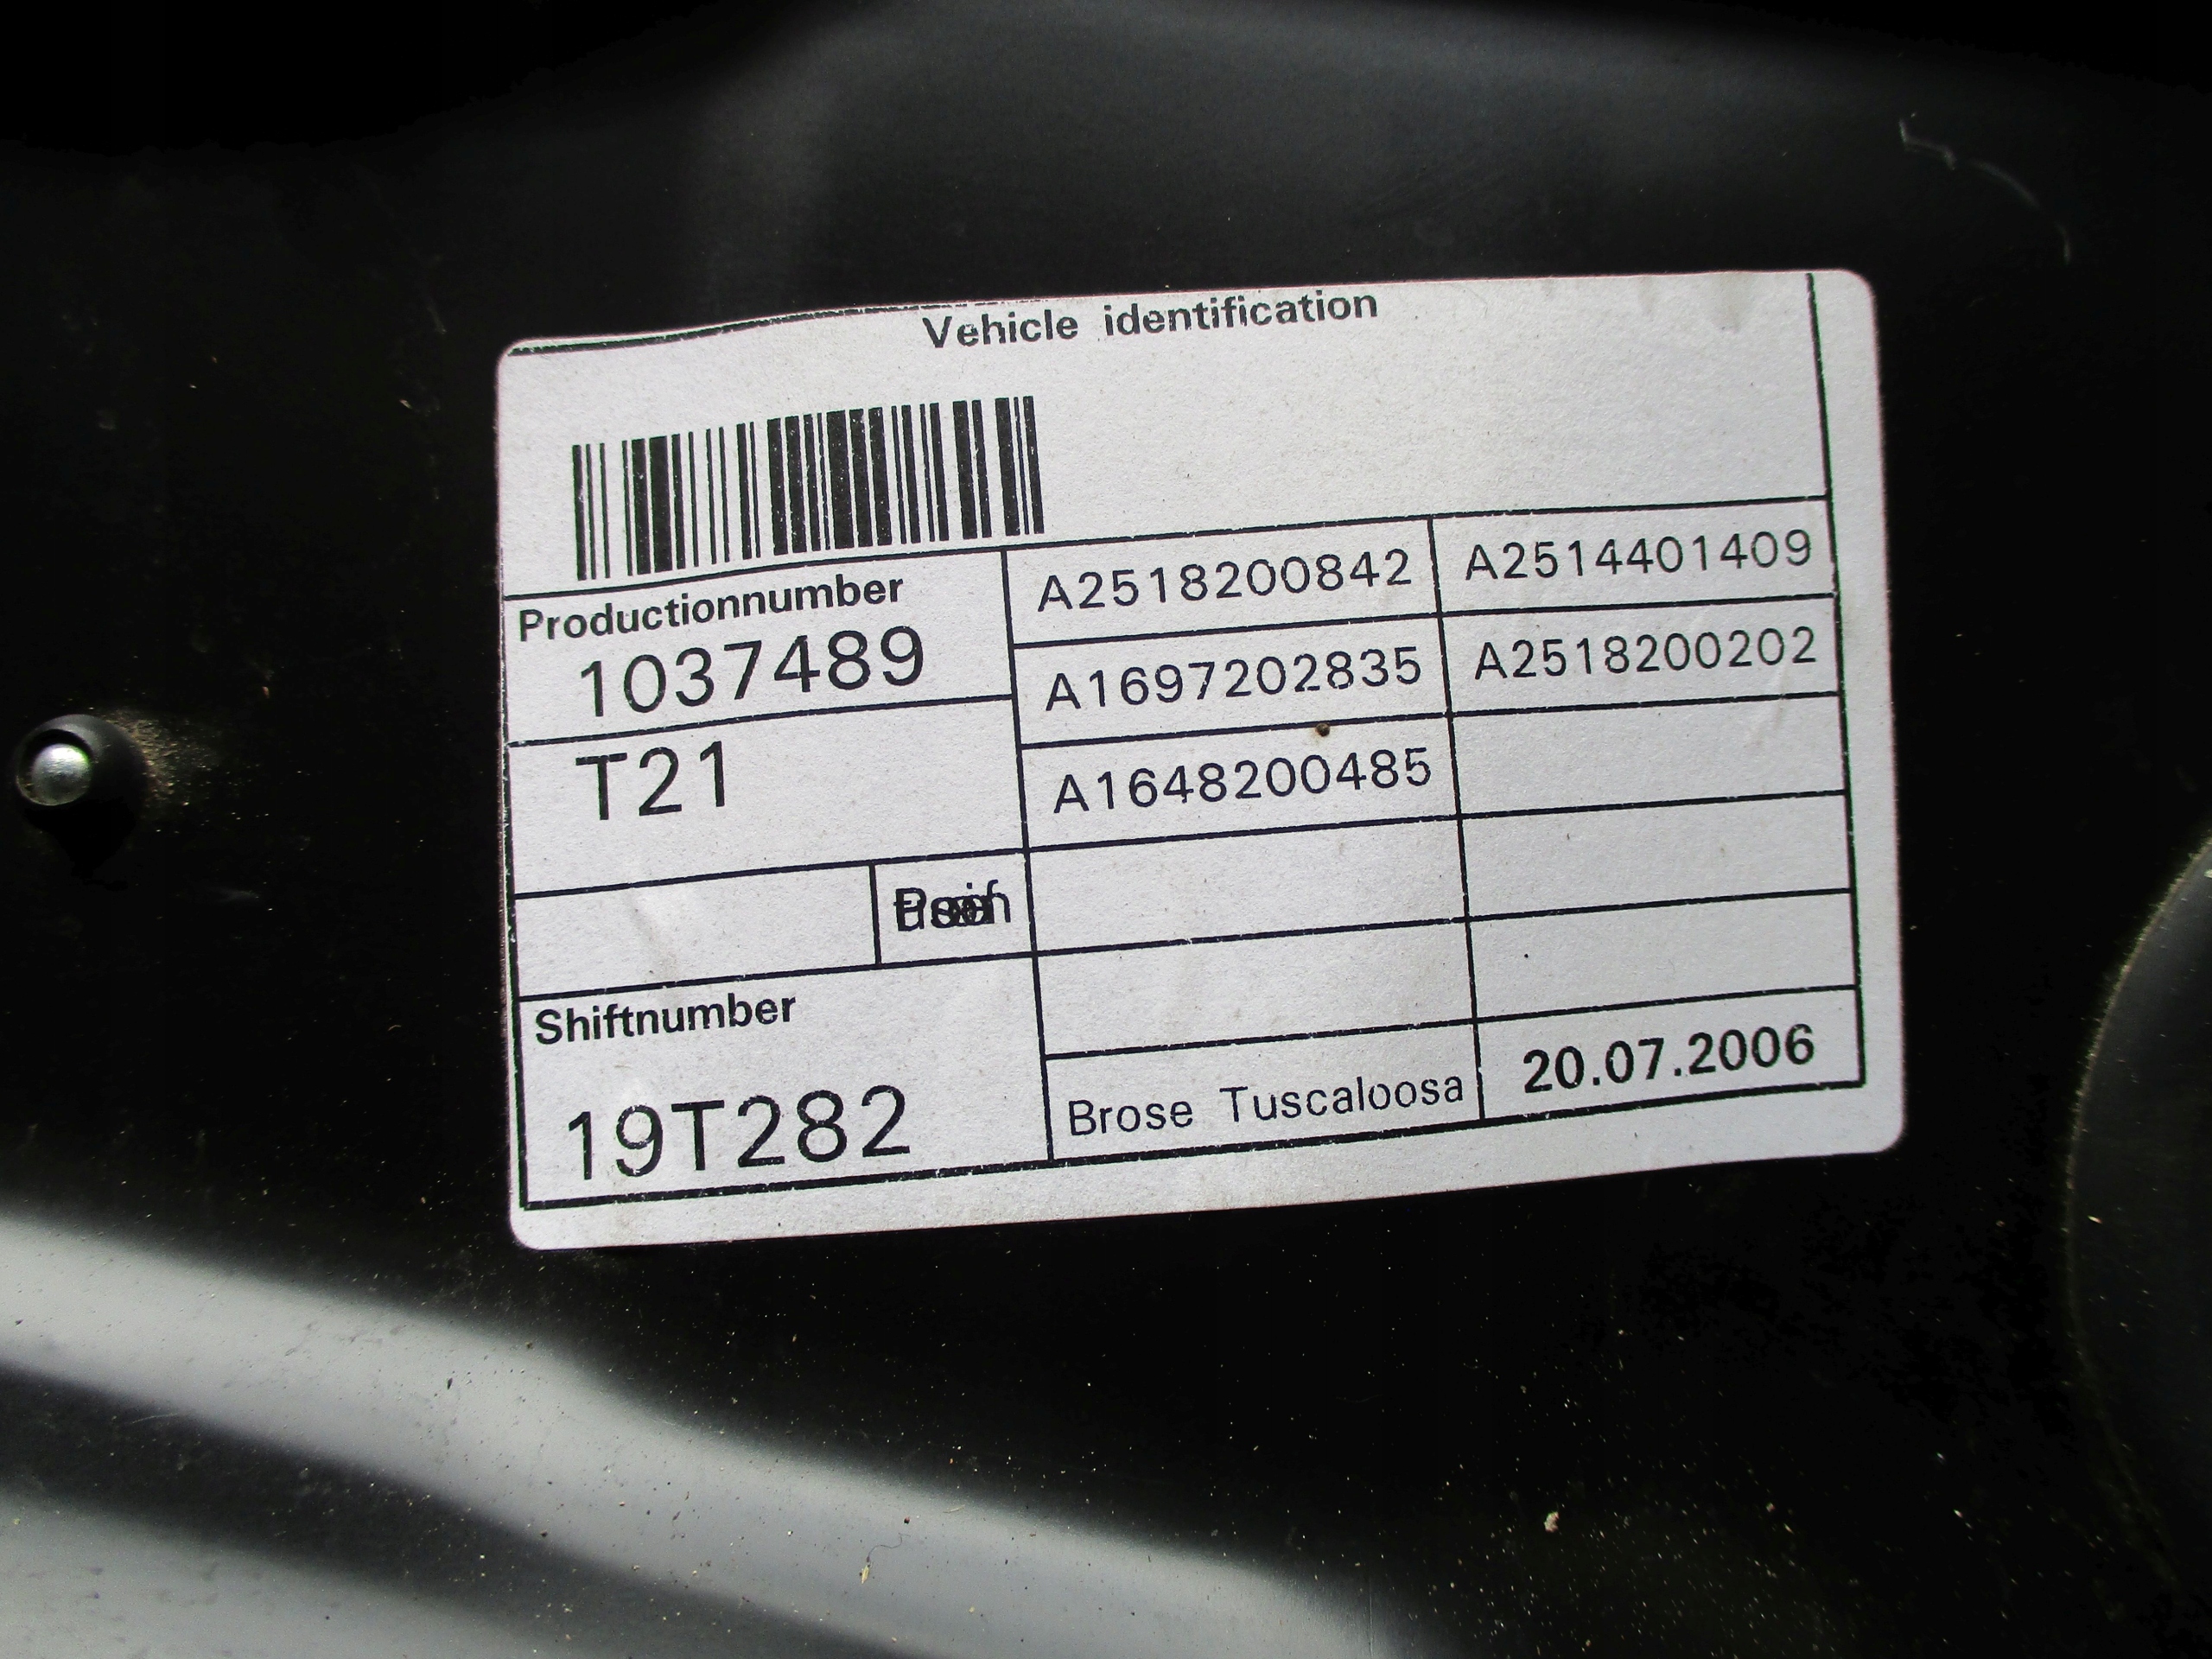 Vehicle identification
Productionnumber
1037489
T21
Shiftnumber
19T282
A2518200842 A2514401409
A1697202835 A2518200202
A1648200485
Brose Tuscaloosa 20.07.2006